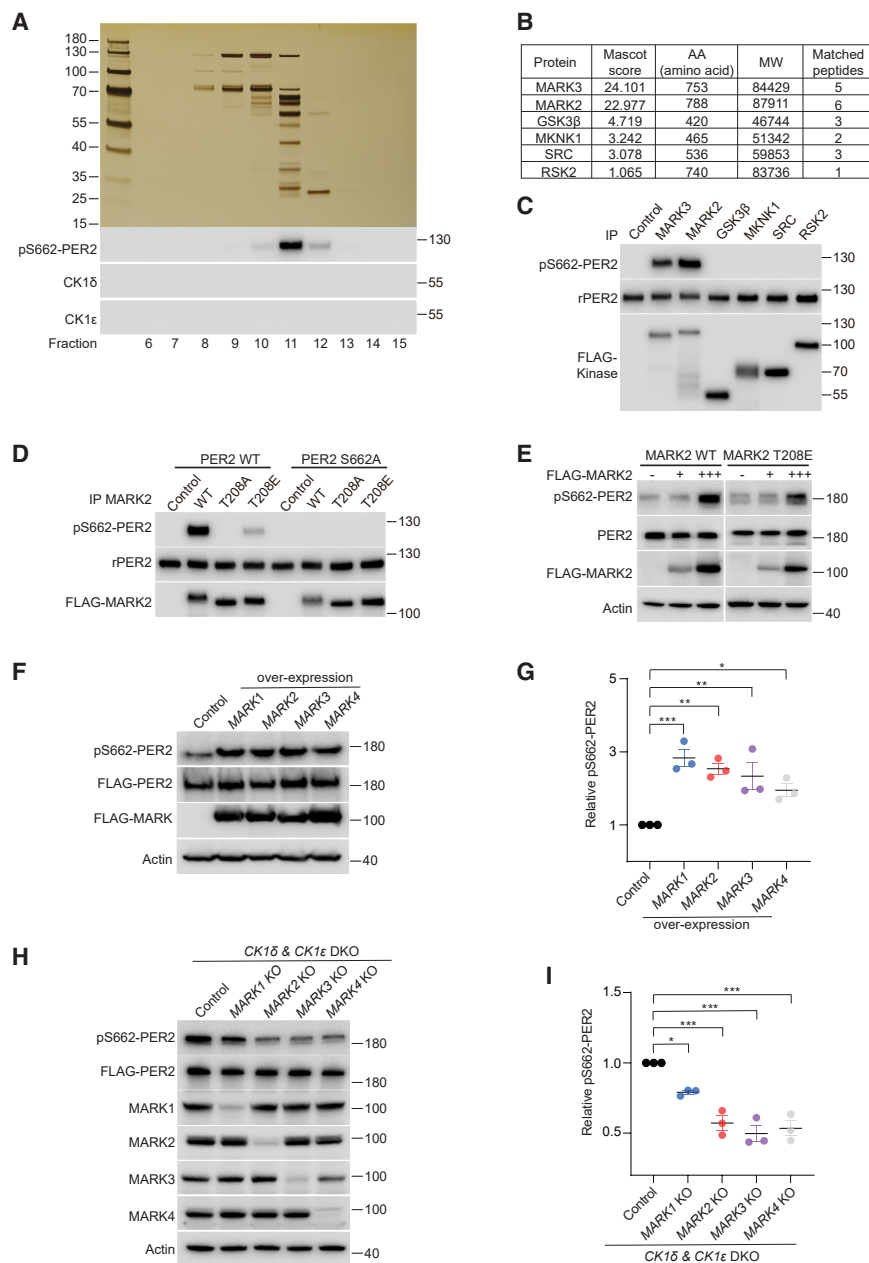 A
180
130
100
70
55
40
35
25
15
pS662-PER2
130
CK1δ
55
CK1ε
55
Fraction 6 7 8 9 10 11 12 13 14 15
B
Protein Mascot score AA (amino acid) MW Matched peptides
MARK3 24.101 753 84429 5
MARK2 22.977 788 87911 6
GSK3β 4.719 420 46744 3
MKNK1 3.242 465 51342 2
SRC 3.078 536 59853 3
RSK2 1.065 740 83736 1
C
IP Control MARK3 MARK2 GSK3β MKNK1 SRC RSK2
pS662-PER2
130
rPER2
130
FLAG-Kinase
130
100
70
55
D
PER2 WT PER2 S662A
IP MARK2 Control WT T208A T208E Control WT T208A T208E
pS662-PER2
130
rPER2
130
FLAG-MARK2
100
E
MARK2 WT MARK2 T208E
FLAG-MARK2 - + +++ - + +++
pS662-PER2
180
PER2
180
FLAG-MARK2
100
Actin
40
F
over-expression
Control MARK1 MARK2 MARK3 MARK4
pS662-PER2
180
FLAG-PER2
180
FLAG-MARK
100
Actin
40
G
Relative pS662-PER2
5
3
1
*
**
**
***
Control MARK1 MARK2 MARK3 MARK4
over-expression
H
CK1δ & CK1ε DKO
Control MARK1 KO MARK2 KO MARK3 KO MARK4 KO
pS662-PER2
180
FLAG-PER2
180
MARK1
100
MARK2
100
MARK3
100
MARK4
100
Actin
40
I
Relative pS662-PER2
1.5
1.0
0.5
***
***
***
*
Control MARK1 KO MARK2 KO MARK3 KO MARK4 KO
CK1δ & CK1ε DKO